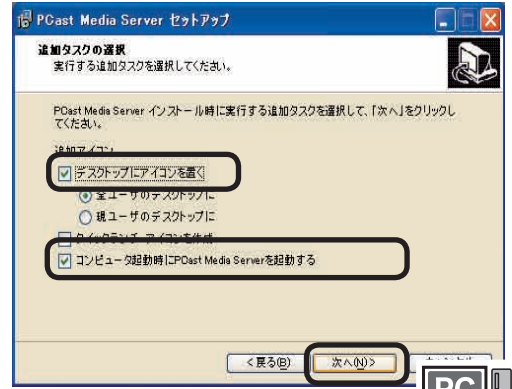 PCast Media Server セットアップ
追加タスクの選択
実行する追加タスクを選択してください。
PCast Media Server インストール時に実行する追加タスクを選択して、「次へ」をクリックし
てください。
追加アイコン:
デスクトップにアイコンを置く
全ユーザのデスクトップに
現ユーザのデスクトップに
クイックランチ アイコンを作成
コンピュータ起動時にPCast Media Serverを起動する
<戻る(B)
次へ(N)>
PC